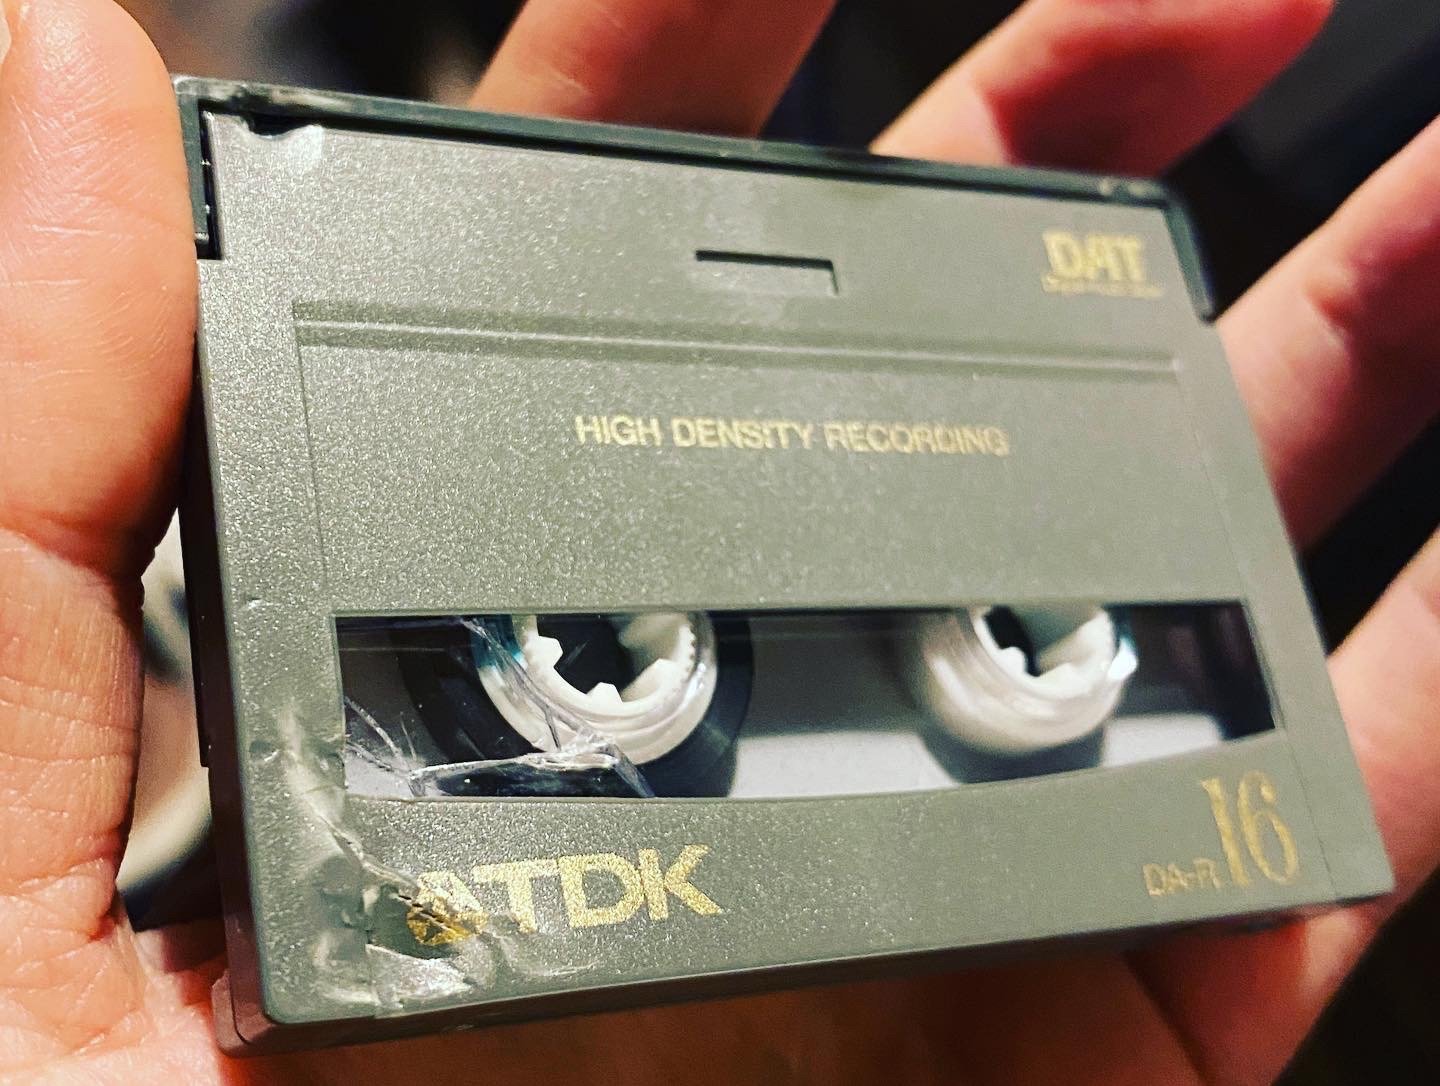 DAT
HIGH DENSITY RECORDING
TDK
DA-R 16